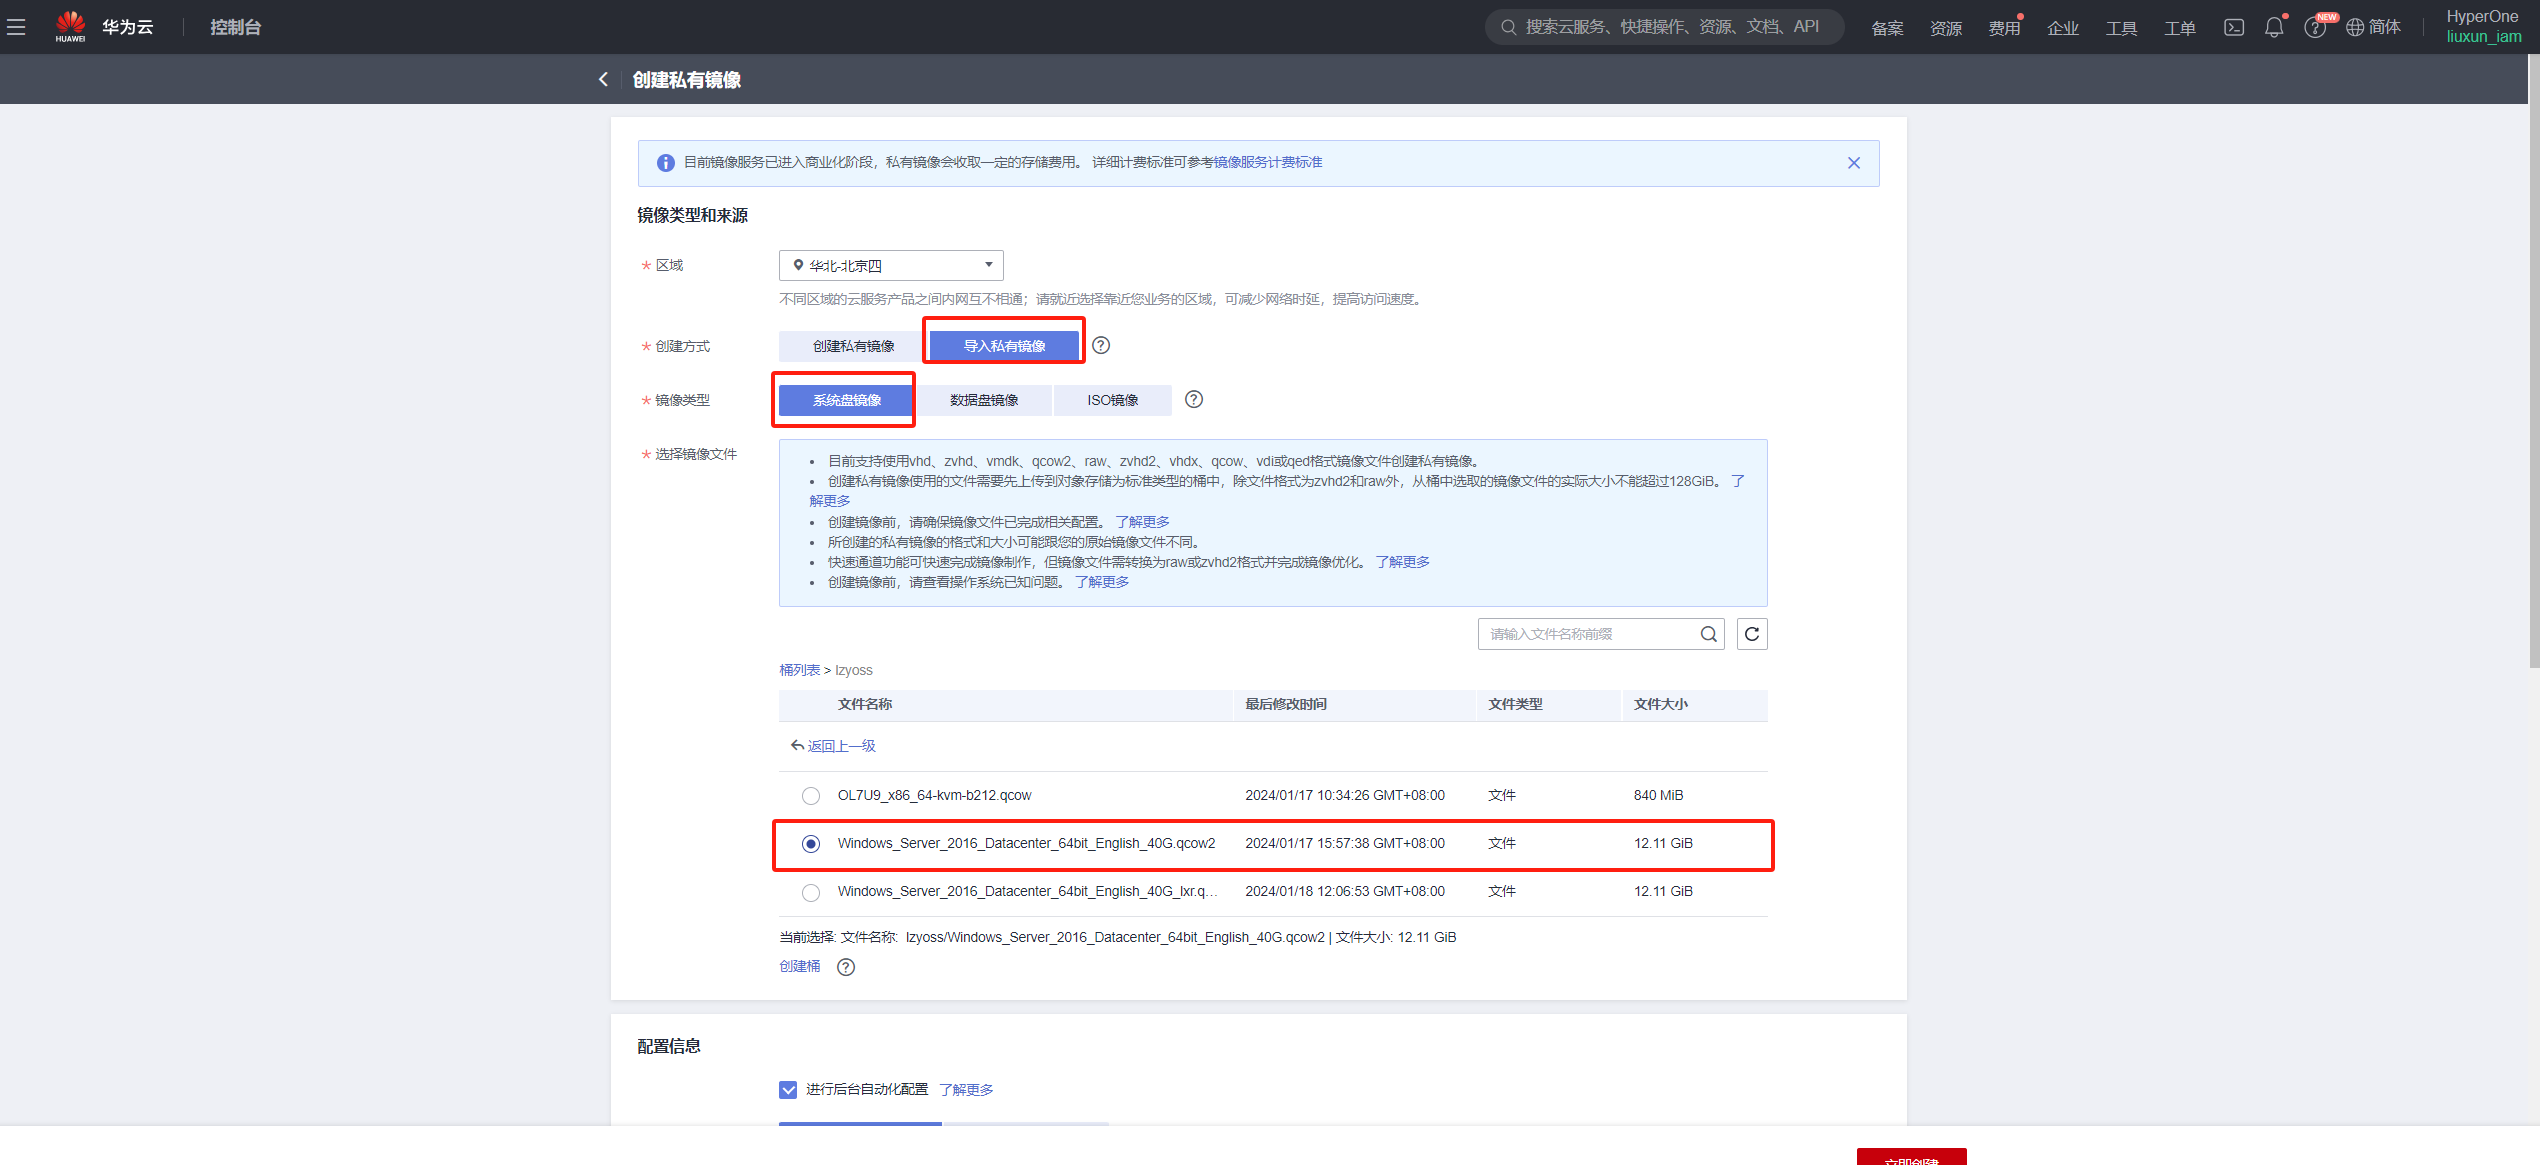 HUAWEI
华为云
控制台
搜索云服务、快捷操作、资源、文档、API
备案
资源
费用
企业
工具
工单
NEW
简体
HyperOne
liuxun_iam
创建私有镜像
目前镜像服务已进入商业化阶段，私有镜像会收取一定的存储费用。 详细计费标准可参考镜像服务计费标准
镜像类型和来源
* 区域
华北-北京四
不同区域的云服务产品之间内网互不相通；请就近选择靠近您业务的区域，可减少网络时延，提高访问速度。
* 创建方式
创建私有镜像
导入私有镜像
* 镜像类型
系统盘镜像
数据盘镜像
ISO镜像
* 选择镜像文件
• 目前支持使用vhd、zvhd、vmdk、qcow2、raw、zvhd2、vhdx、qcow、vdi或qed格式镜像文件创建私有镜像。
• 创建私有镜像使用的文件需要先上传到对象存储为标准类型的桶中，除文件格式为zvhd2和raw外，从桶中选取的镜像文件的实际大小不能超过128GiB。 了
解更多
• 创建镜像前，请确保镜像文件已完成相关配置。 了解更多
• 所创建的私有镜像的格式和大小可能跟您的原始镜像文件不同。
• 快速通道功能可快速完成镜像制作，但镜像文件需转换为raw或zvhd2格式并完成镜像优化。 了解更多
• 创建镜像前，请查看操作系统已知问题。 了解更多
请输入文件名称前缀
桶列表 > lzyoss
文件名称 最后修改时间 文件类型 文件大小
返回上一级
OL7U9_x86_64-kvm-b212.qcow 2024/01/17 10:34:26 GMT+08:00 文件 840 MiB
Windows_Server_2016_Datacenter_64bit_English_40G.qcow2 2024/01/17 15:57:38 GMT+08:00 文件 12.11 GiB
Windows_Server_2016_Datacenter_64bit_English_40G_lxr.q... 2024/01/18 12:06:53 GMT+08:00 文件 12.11 GiB
当前选择: 文件名称: lzyoss/Windows_Server_2016_Datacenter_64bit_English_40G.qcow2 | 文件大小: 12.11 GiB
创建桶
配置信息
进行后台自动化配置 了解更多
立即创建